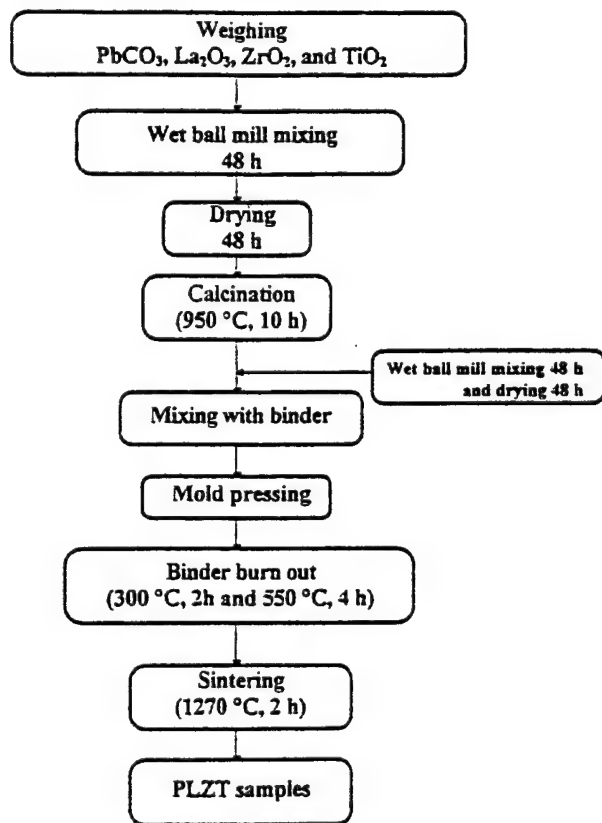 Weighing
PbCO₃, La₂O₃, ZrO₂, and TiO₂
Wet ball mill mixing
48 h
Drying
48 h
Calcination
(950 °C, 10 h)
Wet ball mill mixing 48 h
and drying 48 h
Mixing with binder
Mold pressing
Binder burn out
(300 °C, 2h and 550 °C, 4 h)
Sintering
(1270 °C, 2 h)
PLZT samples